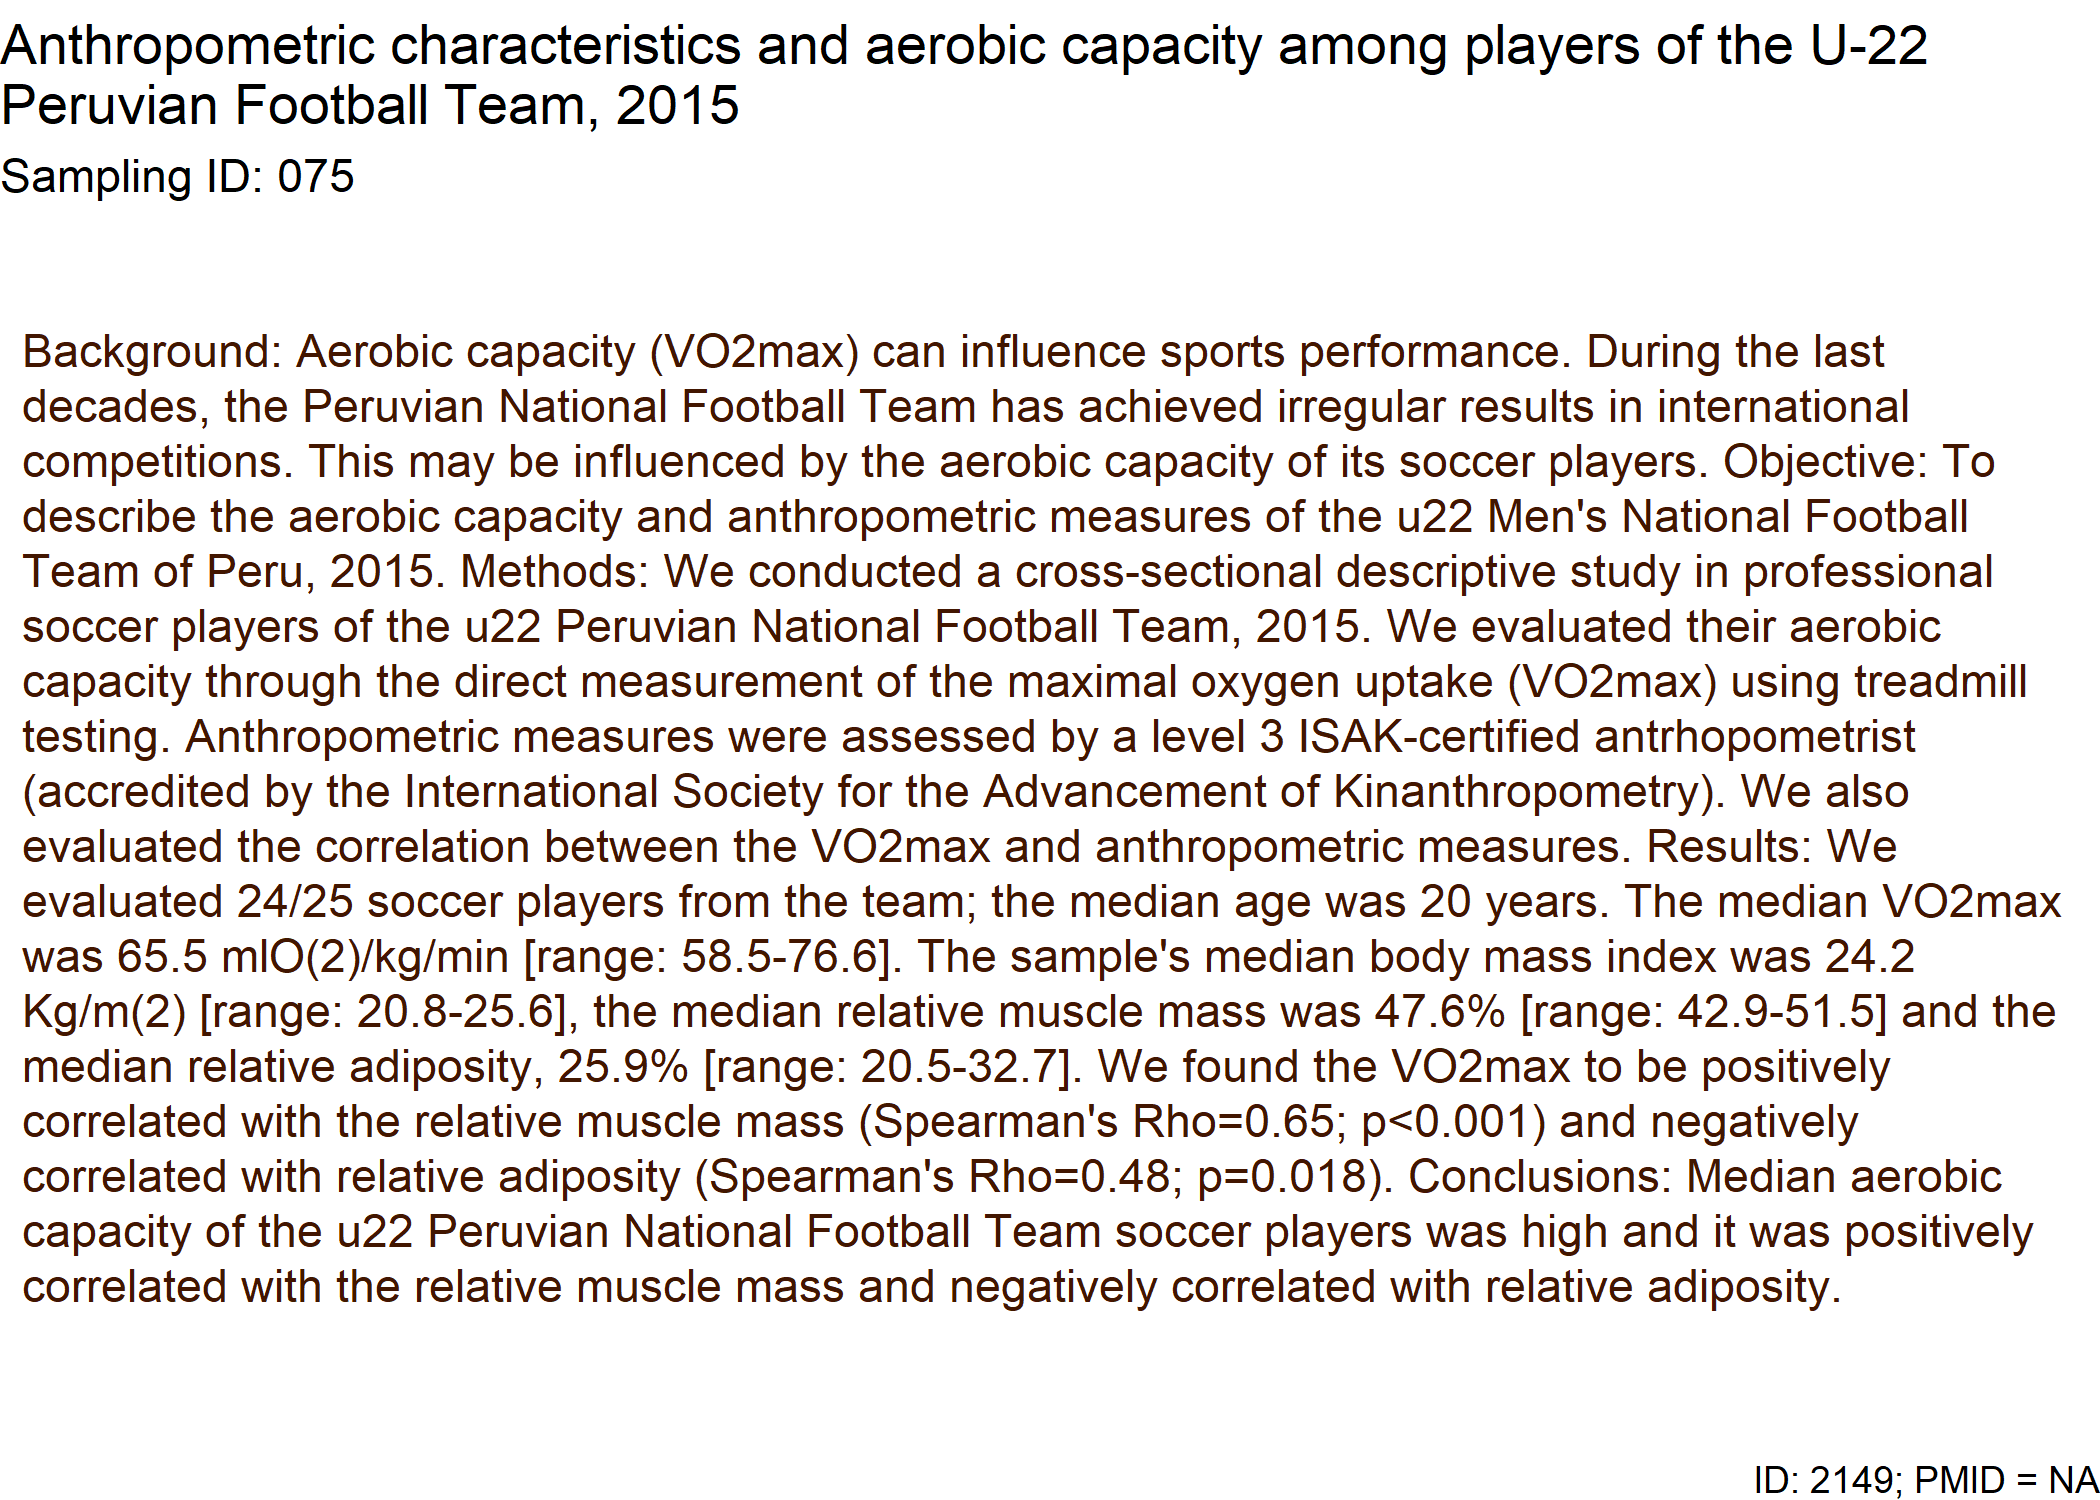 Anthropometric characteristics and aerobic capacity among players of the U-22
Peruvian Football Team, 2015
Sampling ID: 075
Background: Aerobic capacity (VO2max) can influence sports performance. During the last
decades, the Peruvian National Football Team has achieved irregular results in international
competitions. This may be influenced by the aerobic capacity of its soccer players. Objective: To
describe the aerobic capacity and anthropometric measures of the u22 Men's National Football
Team of Peru, 2015. Methods: We conducted a cross-sectional descriptive study in professional
soccer players of the u22 Peruvian National Football Team, 2015. We evaluated their aerobic
capacity through the direct measurement of the maximal oxygen uptake (VO2max) using treadmill
testing. Anthropometric measures were assessed by a level 3 ISAK-certified antrhopometrist
(accredited by the International Society for the Advancement of Kinanthropometry). We also
evaluated the correlation between the VO2max and anthropometric measures. Results: We
evaluated 24/25 soccer players from the team; the median age was 20 years. The median VO2max
was 65.5 mlO(2)/kg/min [range: 58.5-76.6]. The sample's median body mass index was 24.2
Kg/m(2) [range: 20.8-25.6], the median relative muscle mass was 47.6% [range: 42.9-51.5] and the
median relative adiposity, 25.9% [range: 20.5-32.7]. We found the VO2max to be positively
correlated with the relative muscle mass (Spearman's Rho=0.65; p<0.001) and negatively
correlated with relative adiposity (Spearman's Rho=0.48; p=0.018). Conclusions: Median aerobic
capacity of the u22 Peruvian National Football Team soccer players was high and it was positively
correlated with the relative muscle mass and negatively correlated with relative adiposity.
ID: 2149; PMID = NA